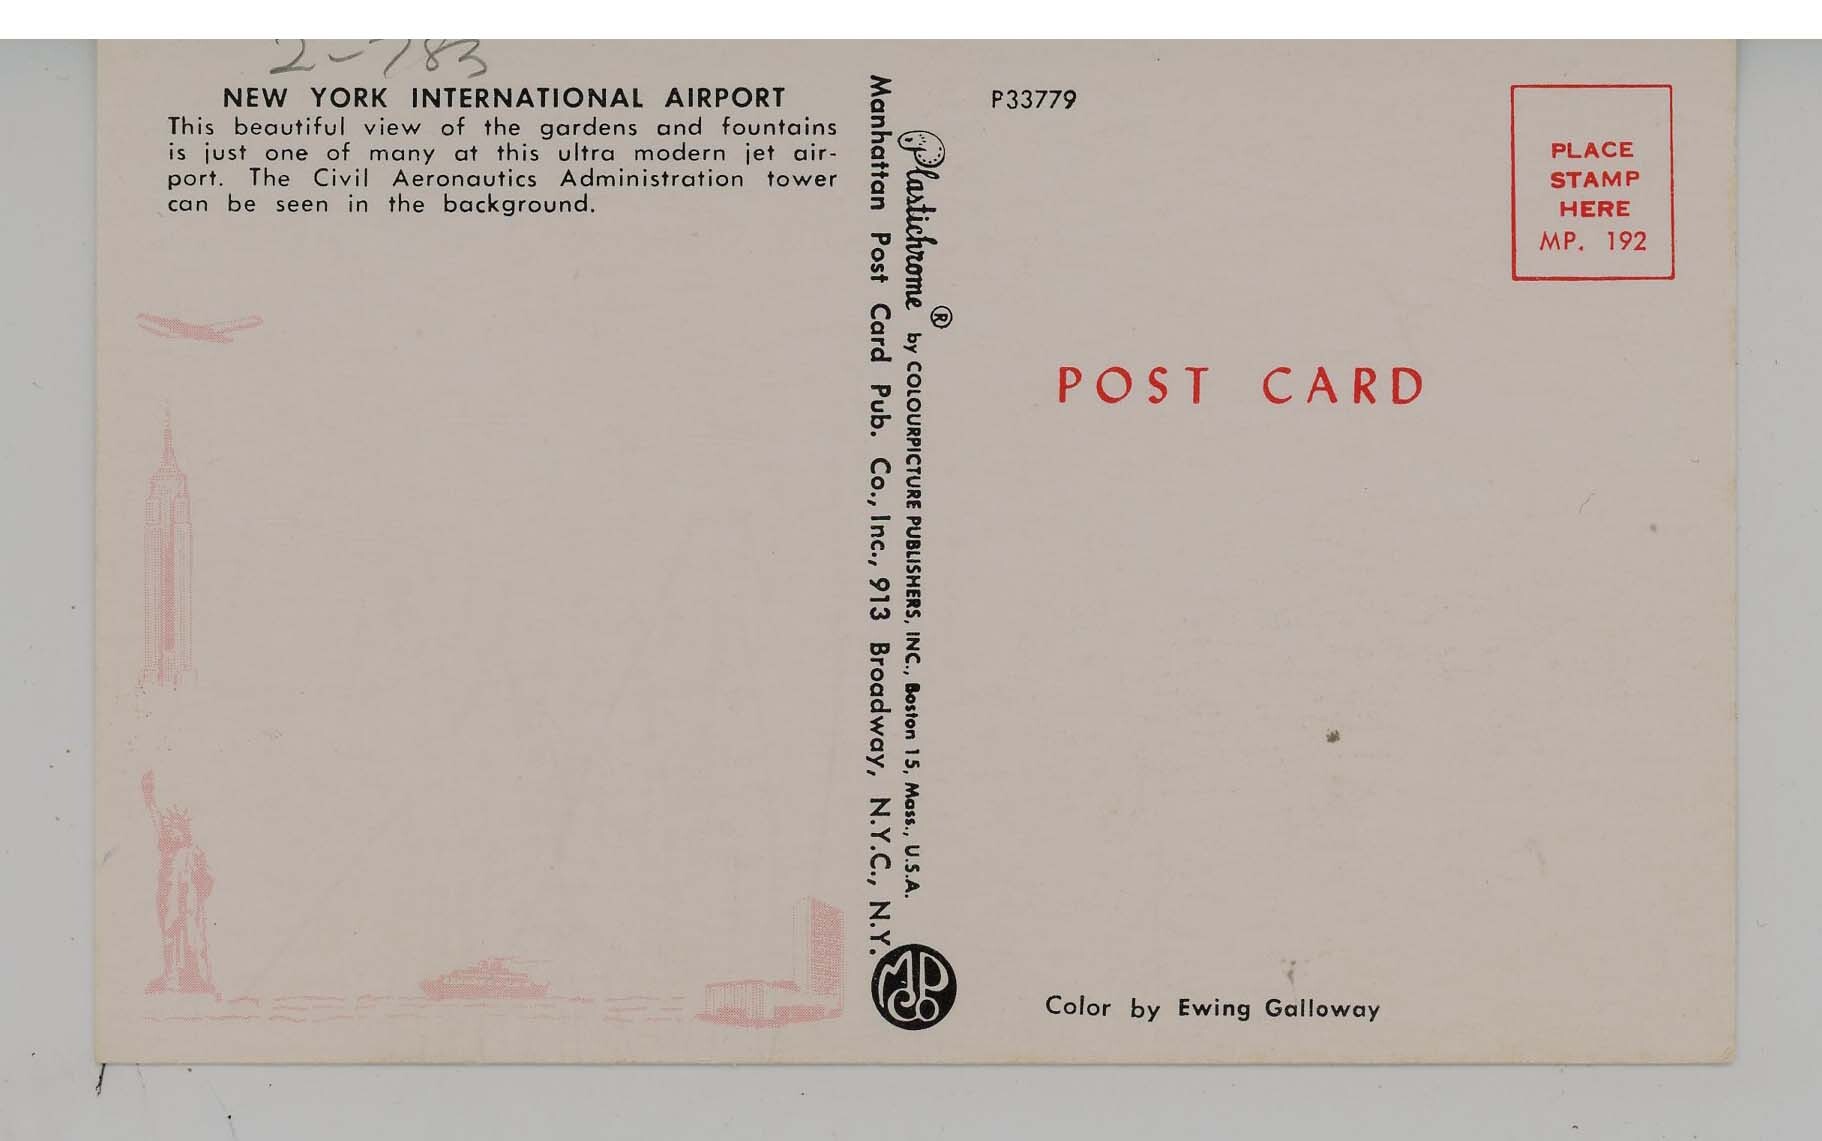 2-783
NEW YORK INTERNATIONAL AIRPORT
This beautiful view of the gardens and fountains
is just one of many at this ultra modern jet air-
port. The Civil Aeronautics Administration tower
can be seen in the background.
Manhattan Post Card Pub. Co., Inc., 913 Broadway, N.Y.C., N.Y.
Plastichrome ® by COLOURPICTURE PUBLISHERS, INC., Boston 15, Mass., U.S.A.
P33779
PLACE
STAMP
HERE
MP. 192
POST CARD
Color by Ewing Galloway